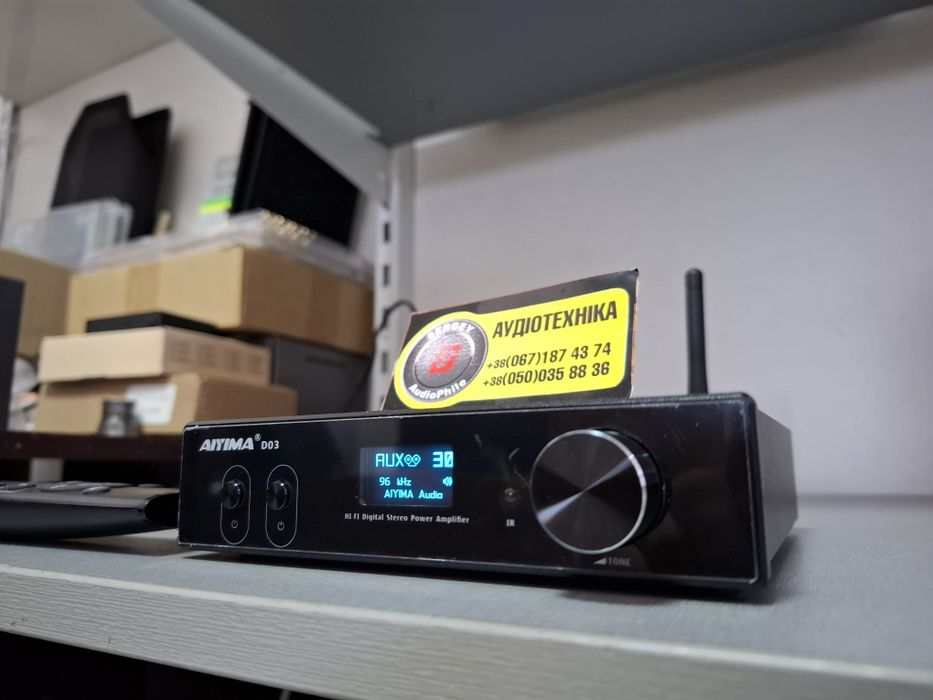 АУДІОТЕХНІКА
SERGEY
AudioPhile
+38(067)187 43 74
+38(050)035 88 36
AIYIMA® D03
AUX 30
96 kHz
AIYIMA Audio
HI-FI Digital Stereo Power Amplifier
IR
TONE